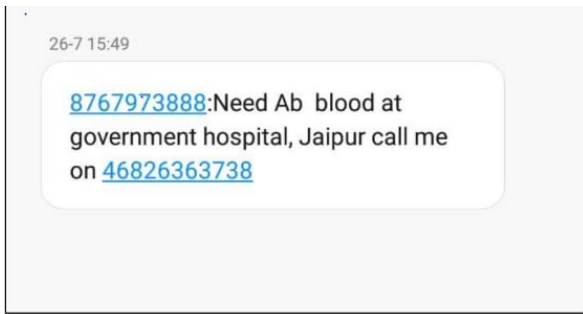 26-7 15:49
8767973888:Need Ab  blood at
government hospital, Jaipur call me
on 46826363738